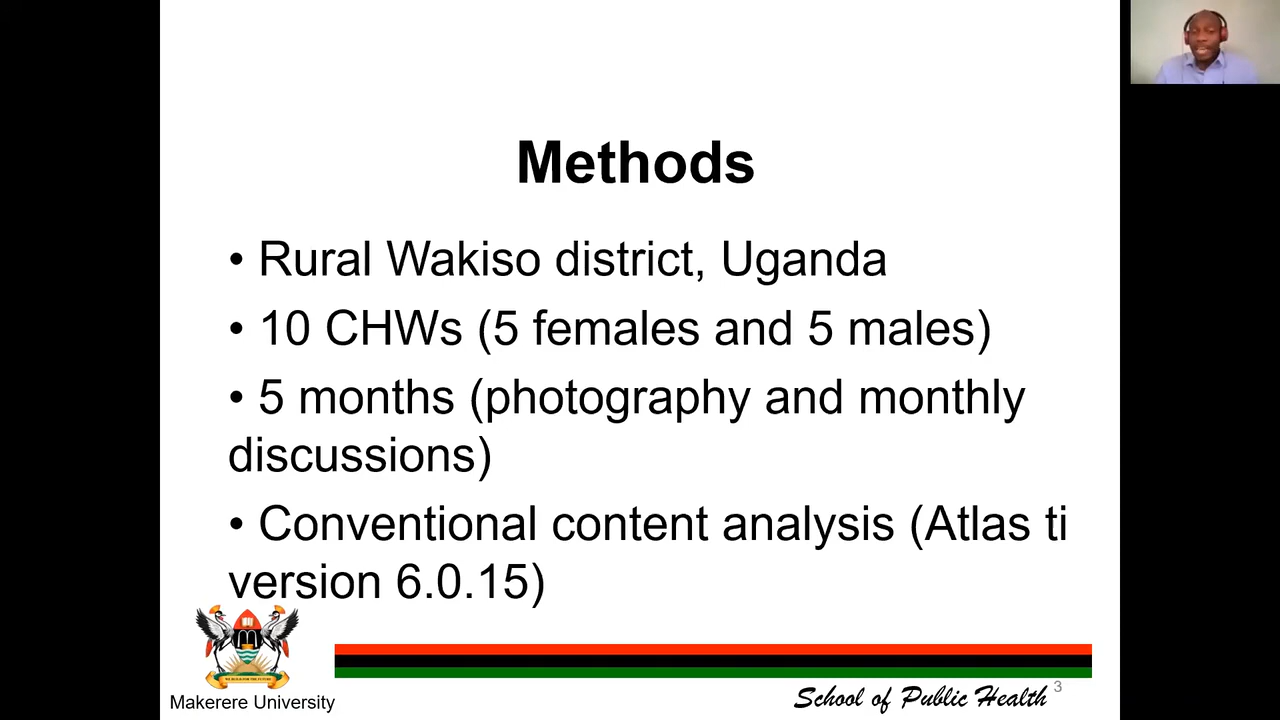 Methods
• Rural Wakiso district, Uganda
• 10 CHWs (5 females and 5 males)
• 5 months (photography and monthly
discussions)
• Conventional content analysis (Atlas ti
version 6.0.15)
Makerere University
School of Public Health
3